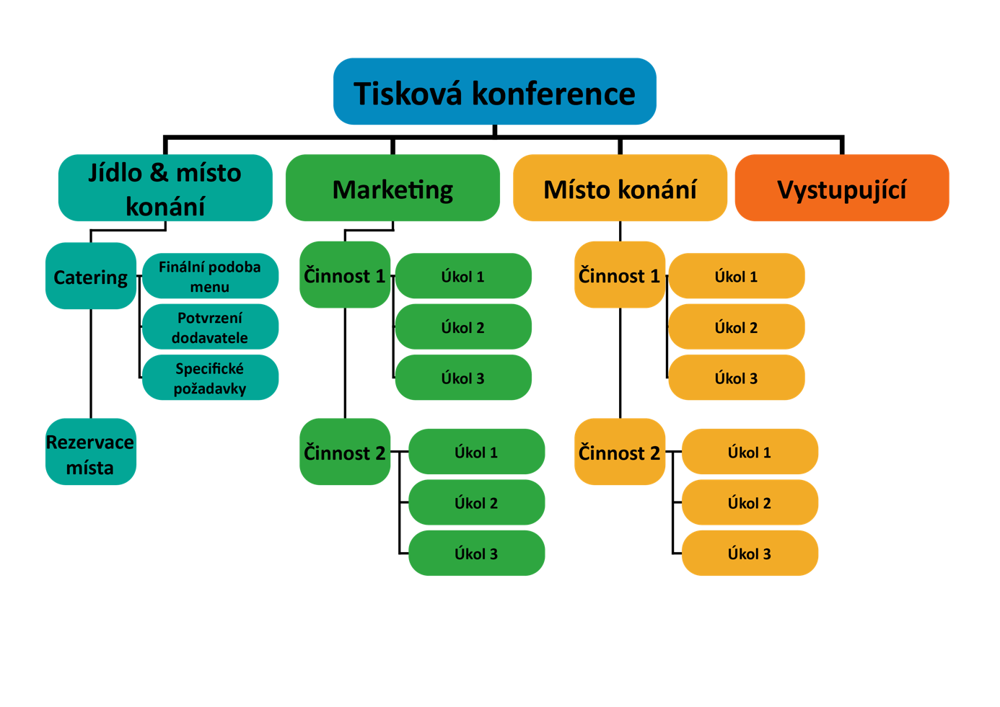 Tisková konference
Jídlo & místo
konání
Marketing
Místo konání
Vystupující
Catering
Finální podoba
menu
Potvrzení
dodavatele
Specifické
požadavky
Rezervace
místa
Činnost 1
Úkol 1
Úkol 2
Úkol 3
Činnost 2
Úkol 1
Úkol 2
Úkol 3
Činnost 1
Úkol 1
Úkol 2
Úkol 3
Činnost 2
Úkol 1
Úkol 2
Úkol 3